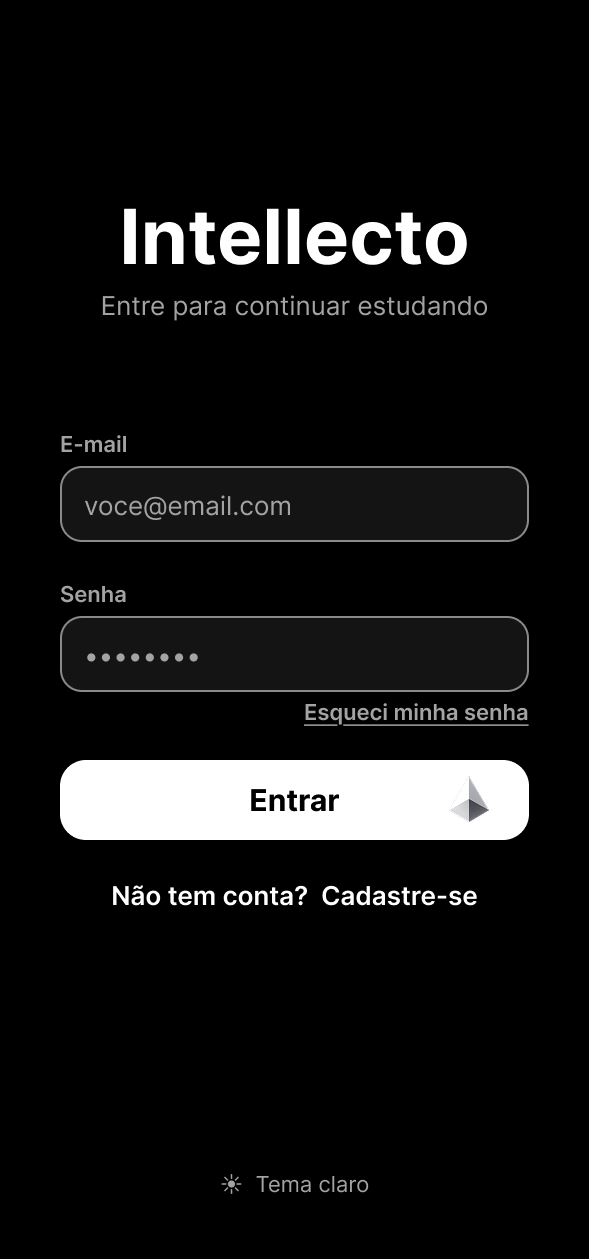 Intellecto
Entre para continuar estudando
E-mail
voce@email.com
Senha
••••••••
Esqueci minha senha
Entrar
Não tem conta? Cadastre-se
☀ Tema claro